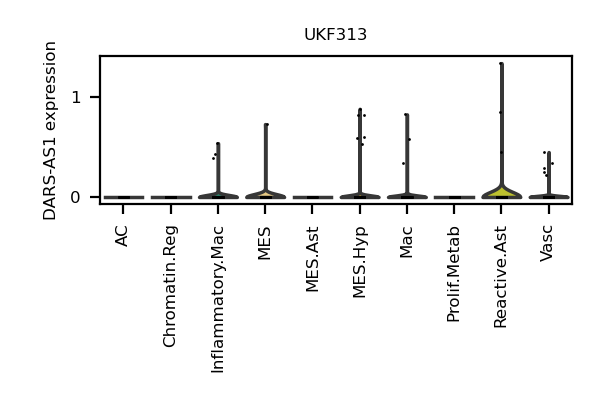 UKF313
DARS-AS1 expression
1
0
AC
Chromatin.Reg
Inflammatory.Mac
MES
MES.Ast
MES.Hyp
Mac
Prolif.Metab
Reactive.Ast
Vasc